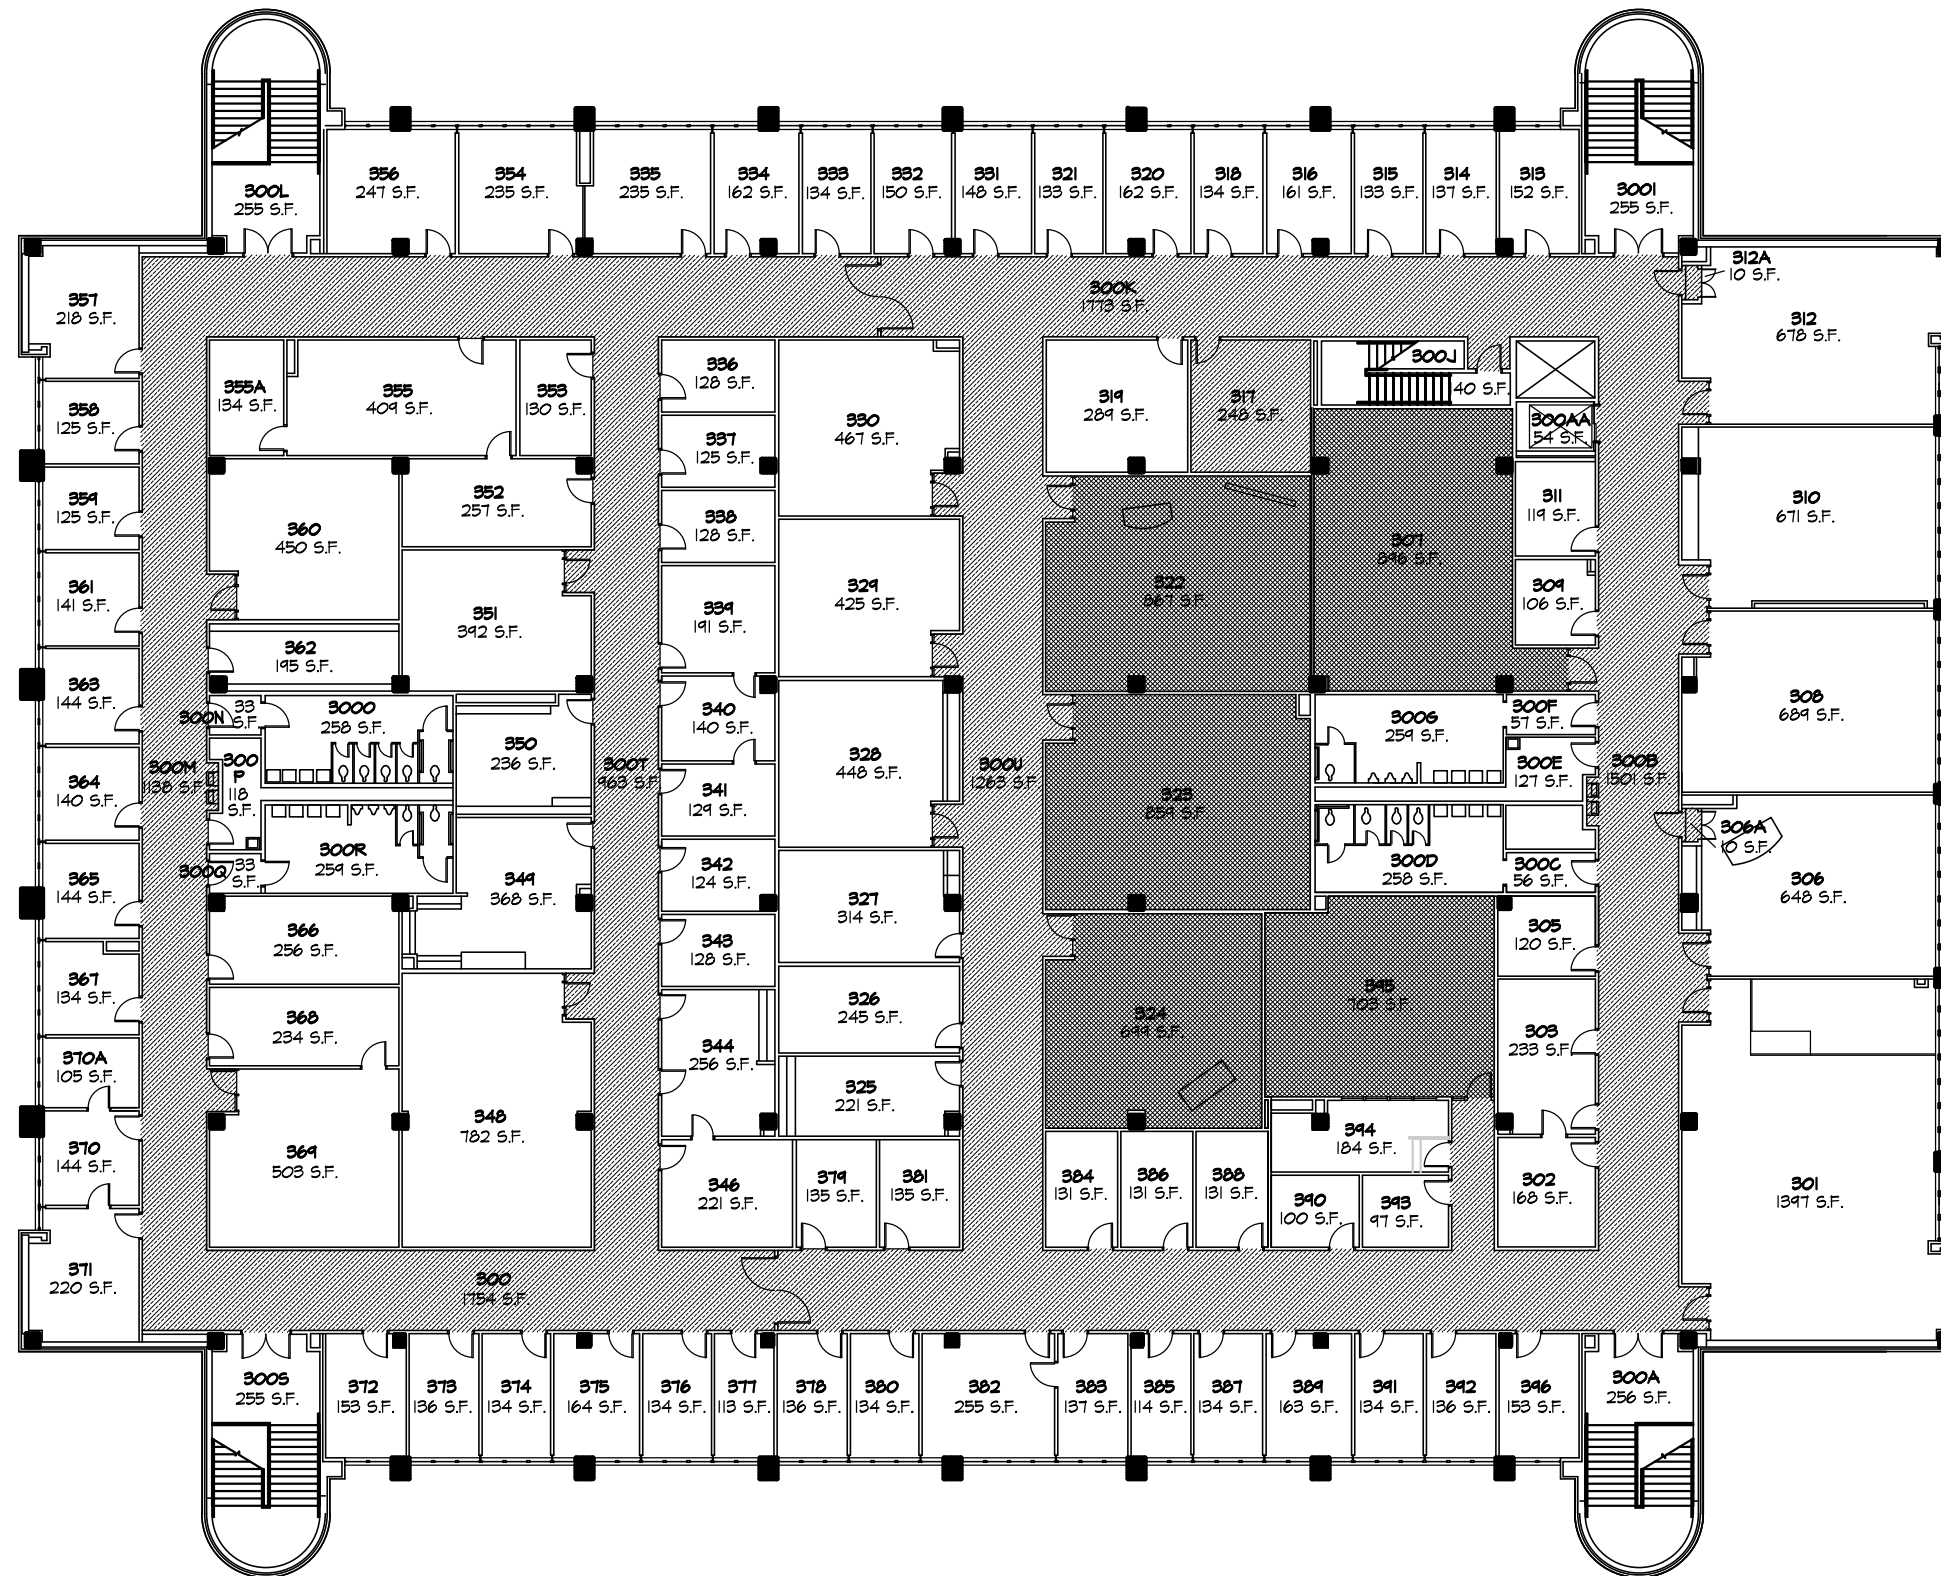 356
247 S.F.
354
235 S.F.
335
235 S.F.
334
162 S.F.
333
134 S.F.
332
150 S.F.
331
148 S.F.
321
133 S.F.
320
162 S.F.
318
134 S.F.
316
161 S.F.
315
133 S.F.
314
137 S.F.
313
152 S.F.
300L
255 S.F.
300I
255 S.F.
312A
10 S.F.
357
218 S.F.
300K
1773 S.F.
312
678 S.F.
355A
134 S.F.
355
409 S.F.
353
130 S.F.
336
128 S.F.
330
467 S.F.
319
289 S.F.
317
248 S.F.
300J
40 S.F.
300AA
54 S.F.
358
125 S.F.
337
125 S.F.
359
125 S.F.
360
450 S.F.
352
257 S.F.
338
128 S.F.
311
119 S.F.
310
671 S.F.
307
896 S.F.
361
141 S.F.
351
392 S.F.
339
191 S.F.
329
425 S.F.
322
867 S.F.
309
106 S.F.
362
195 S.F.
363
144 S.F.
300N
33
S.F.
300O
258 S.F.
350
236 S.F.
340
140 S.F.
300G
259 S.F.
300F
57 S.F.
308
689 S.F.
364
140 S.F.
300M
1138 S.F.
300
P
118
S.F.
300T
963 S.F.
341
129 S.F.
328
448 S.F.
300U
1263 S.F.
323
859 S.F.
300E
127 S.F.
300B
1501 S.F.
306A
10 S.F.
365
144 S.F.
300Q
33
S.F.
300R
259 S.F.
349
368 S.F.
342
124 S.F.
327
314 S.F.
300D
258 S.F.
300C
56 S.F.
306
648 S.F.
366
256 S.F.
343
128 S.F.
305
120 S.F.
367
134 S.F.
368
234 S.F.
326
245 S.F.
324
699 S.F.
395
703 S.F.
303
233 S.F.
344
256 S.F.
370A
105 S.F.
325
221 S.F.
348
782 S.F.
370
144 S.F.
369
503 S.F.
346
221 S.F.
379
135 S.F.
381
135 S.F.
384
131 S.F.
386
131 S.F.
388
131 S.F.
394
184 S.F.
390
100 S.F.
393
97 S.F.
302
168 S.F.
301
1397 S.F.
371
220 S.F.
300
1754 S.F.
300S
255 S.F.
372
153 S.F.
373
136 S.F.
374
134 S.F.
375
164 S.F.
376
134 S.F.
377
113 S.F.
378
136 S.F.
380
134 S.F.
382
255 S.F.
383
137 S.F.
385
114 S.F.
387
134 S.F.
389
163 S.F.
391
134 S.F.
392
136 S.F.
396
153 S.F.
300A
256 S.F.